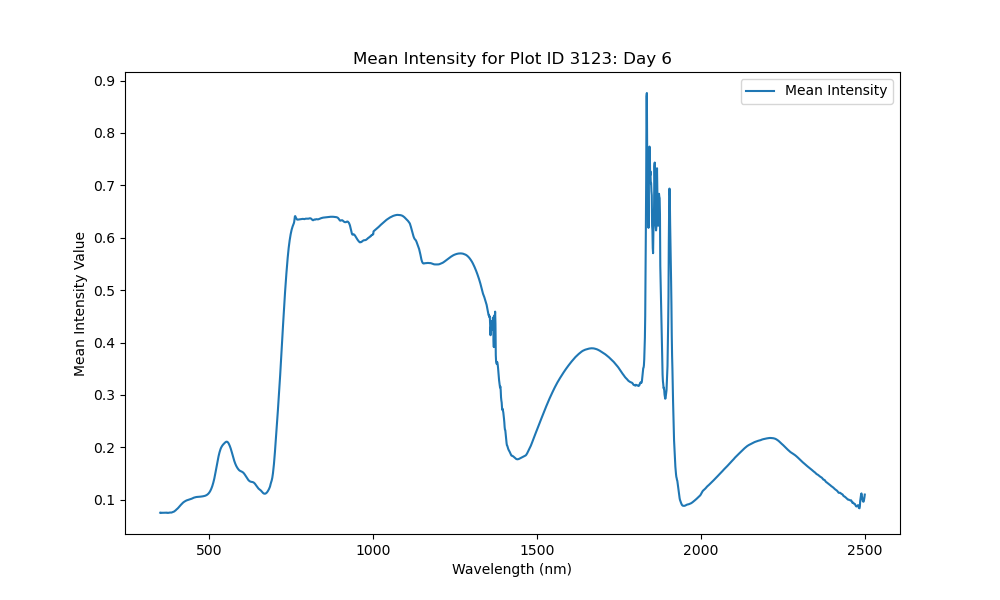 Mean Intensity for Plot ID 3123: Day 6
Mean Intensity
Mean Intensity Value
0.9
0.8
0.7
0.6
0.5
0.4
0.3
0.2
0.1
500 1000 1500 2000 2500
Wavelength (nm)